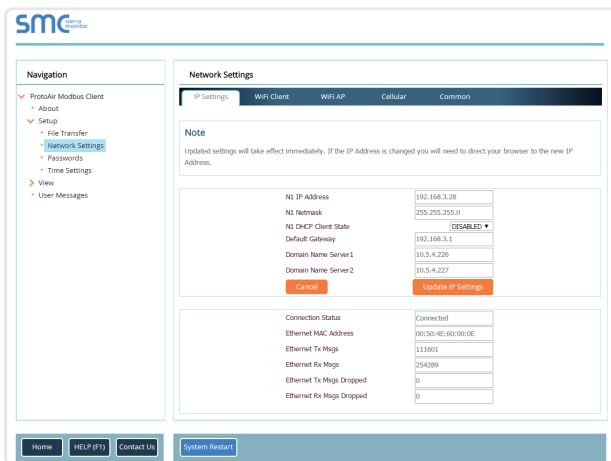 SMC sierra monitor
Navigation
ProtoAir Modbus Client
About
Setup
File Transfer
Network Settings
Passwords
Time Settings
View
User Messages
Network Settings
IP Settings WiFi Client WiFi AP Cellular Common
Note
Updated settings will take effect immediately. If the IP Address is changed you will need to direct your browser to the new IP
Address.
N1 IP Address 192.168.3.28
N1 Netmask 255.255.255.0
N1 DHCP Client State DISABLED
Default Gateway 192.168.3.1
Domain Name Server1 10.5.4.226
Domain Name Server2 10.5.4.227
Cancel Update IP Settings
Connection Status Connected
Ethernet MAC Address 00:50:4E:60:00:0E
Ethernet Tx Msgs 111601
Ethernet Rx Msgs 254289
Ethernet Tx Msgs Dropped 0
Ethernet Rx Msgs Dropped 0
Home HELP (F1) Contact Us System Restart